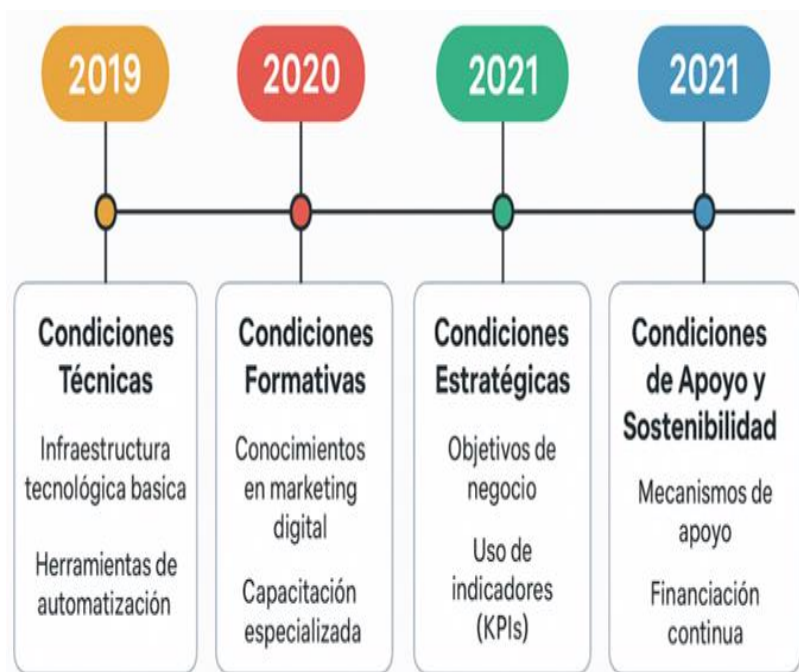 2019
2020
2021
2021
Condiciones
Técnicas
Infraestructura
tecnológica basica
Herramientas de
automatización
Condiciones
Formativas
Conocimientos
en marketing
digital
Capacitación
especializada
Condiciones
Estratégicas
Objetivos de
negocio
Uso de
indicadores
(KPIs)
Condiciones
de Apoyo y
Sostenibilidad
Mecanismos de
apoyo
Financiación
continua